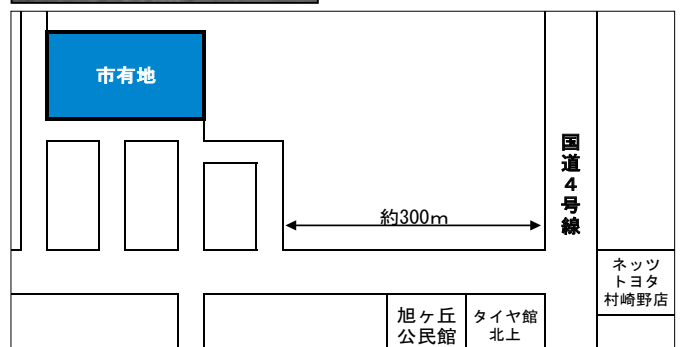 市有地
国道4号線
約300m
ネッツ
トヨタ
村崎野店
旭ヶ丘
公民館
タイヤ館
北上